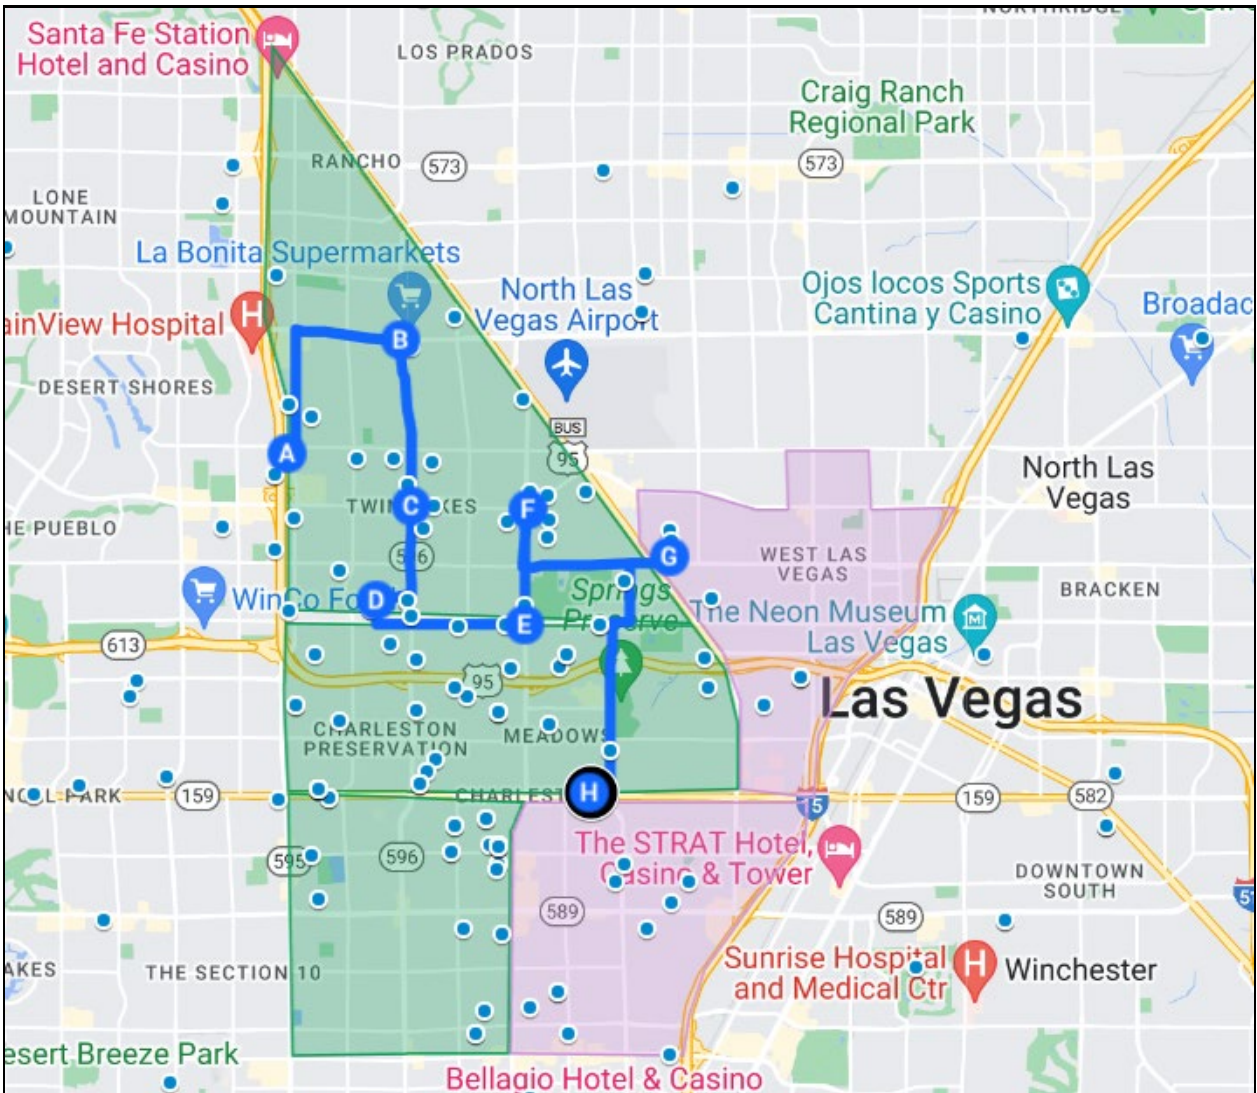 Santa Fe Station
Hotel and Casino
LOS PRADOS
Craig Ranch
Regional Park
RANCHO
573
573
LONE
MOUNTAIN
La Bonita Supermarkets
North Las
Vegas Airport
Ojos locos Sports
Cantina y Casino
Broadac
ainView Hospital
H
B
DESERT SHORES
BUS
95
A
North Las
Vegas
C
F
HE PUEBLO
G
WEST LAS
VEGAS
BRACKEN
D
Springs
The Neon Museum
Las Vegas
E
613
95
Las Vegas
CHARLESTON
PRESERVATION
MEADOWS
159
H
5
159
582
The STRAT Hotel,
Casino & Tower
595
596
DOWNTOWN
SOUTH
589
589
AKES
THE SECTION 10
Sunrise Hospital
and Medical Ctr
H
Winchester
esert Breeze Park
Bellagio Hotel & Casino